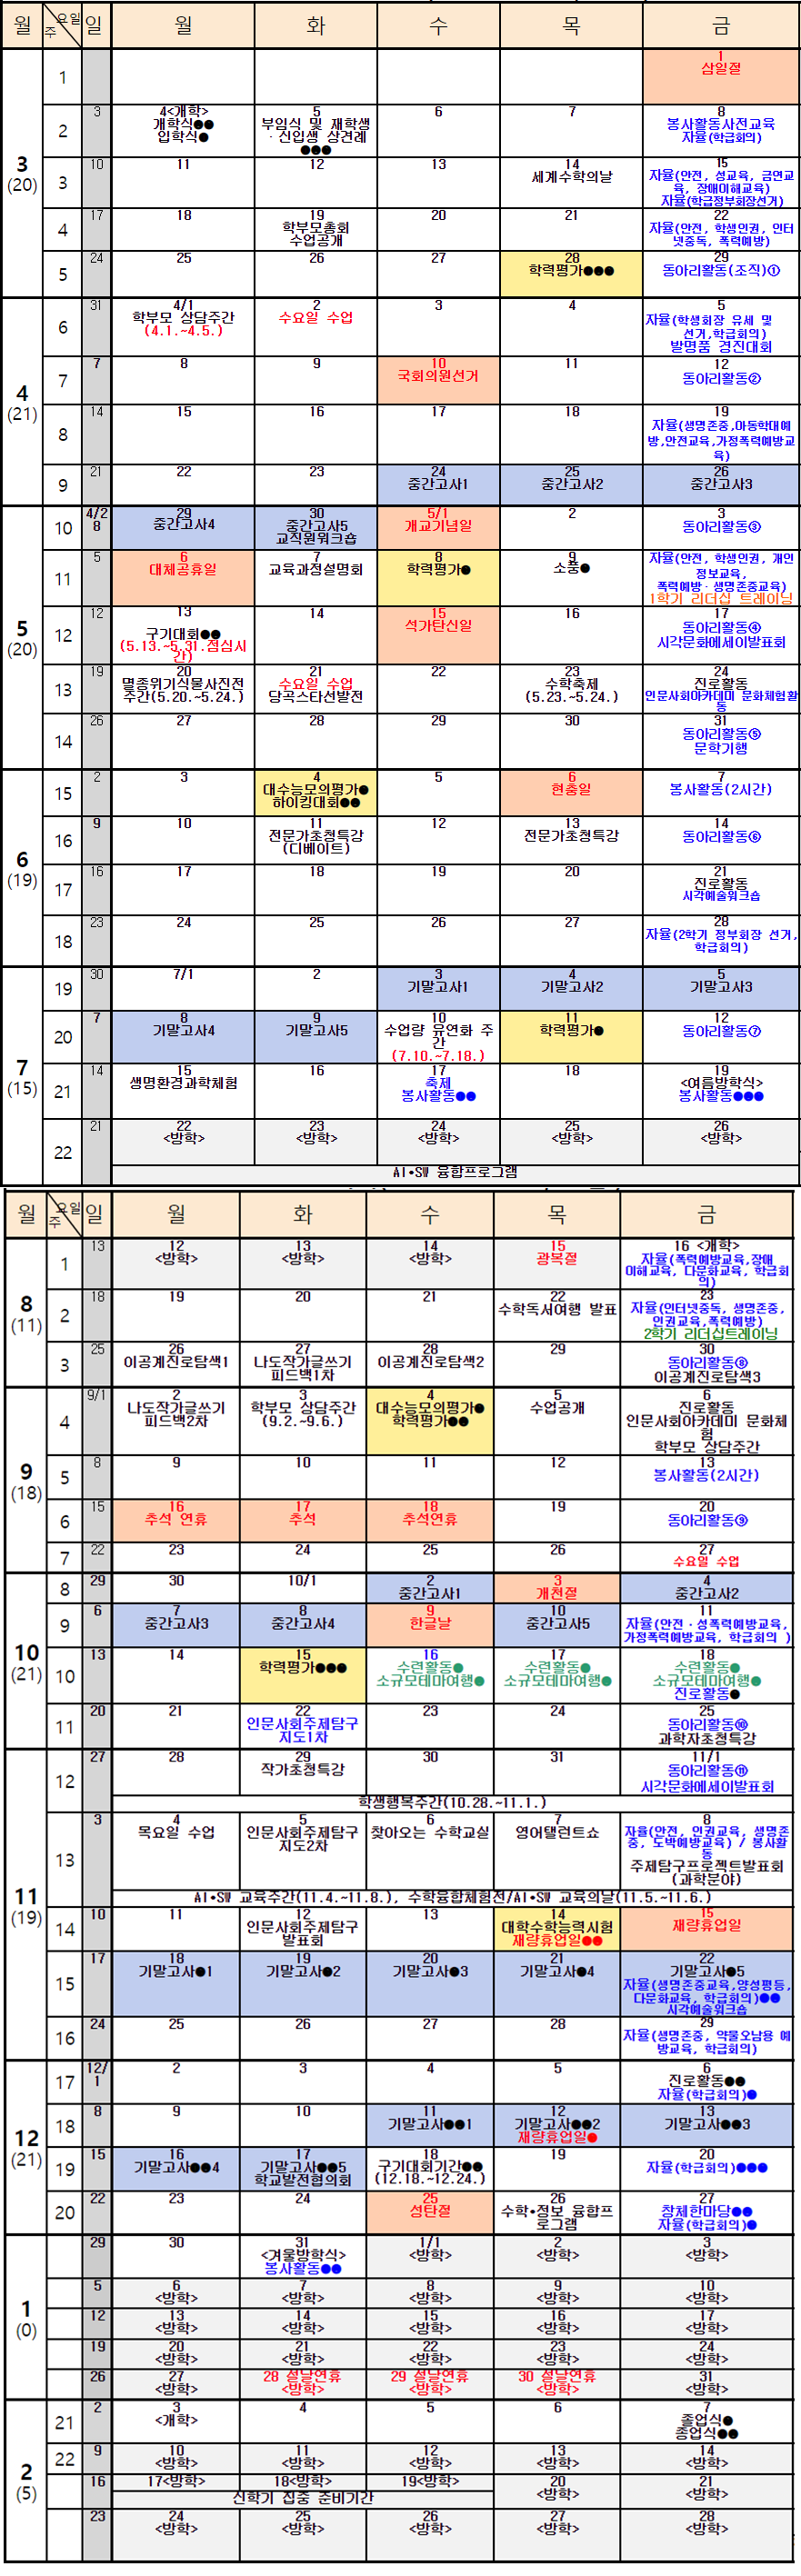 월 주 요일 일 월 화 수 목 금
3
(20)
1
1
삼일절
2
3
4<개학>
개학식●●
입학식●
5
부임식 및 재학생
·신입생 상견례
●●●
6
7
8
봉사활동사전교육
자율(학급회의)
3
10
11
12
13
14
세계수학의날
15
자율(안전, 성교육, 금연교
육, 장애이해교육)
자율(학급정부회장선거)
4
17
18
19
학부모총회
수업공개
20
21
22
자율(안전, 학생인권, 인터
넷중독, 폭력예방)
5
24
25
26
27
28
학력평가●●●
29
동아리활동(조직)①
4
(21)
6
31
4/1
학부모 상담주간
(4.1.~4.5.)
2
수요일 수업
3
4
5
자율(학생회장 유세 및
선거,학급회의)
발명품 경진대회
7
7
8
9
10
국회의원선거
11
12
동아리활동②
8
14
15
16
17
18
19
자율(생명존중,아동학대예
방,안전교육,가정폭력예방교
육)
9
21
22
23
24
중간고사1
25
중간고사2
26
중간고사3
5
(20)
10
4/2
8
29
중간고사4
30
중간고사5
교직원워크숍
5/1
개교기념일
2
3
동아리활동③
11
5
6
대체공휴일
7
교육과정설명회
8
학력평가●
9
소풍●
자율(안전, 학생인권, 개인
정보교육,
폭력예방·생명존중교육)
1학기 리더십 트레이닝
12
12
13
구기대회●●
(5.13.~5.31.점심시
간)
14
15
석가탄신일
16
17
동아리활동④
시각문화에세이발표회
13
19
20
멸종위기식물사진전
주간(5.20.~5.24.)
21
수요일 수업
당곡스타선발전
22
23
수학축제
(5.23.~5.24.)
24
진로활동
인문사회아카데미 문화체험활
동
14
26
27
28
29
30
31
동아리활동⑤
문학기행
6
(19)
15
2
3
4
대수능모의평가●
하이킹대회●●
5
6
현충일
7
봉사활동(2시간)
16
9
10
11
전문가초청특강
(디베이트)
12
13
전문가초청특강
14
동아리활동⑥
17
16
17
18
19
20
21
진로활동
시각예술워크숍
18
23
24
25
26
27
28
자율(2학기 정부회장 선거,
학급회의)
7
(15)
19
30
7/1
2
3
기말고사1
4
기말고사2
5
기말고사3
20
7
8
기말고사4
9
기말고사5
10
수업량 유연화 주
간
(7.10.~7.18.)
11
학력평가●
12
동아리활동⑦
21
14
15
생명환경과학체험
16
17
축제
봉사활동●●
18
19
<여름방학식>
봉사활동●●●
22
21
22
<방학>
23
<방학>
24
<방학>
25
<방학>
26
<방학>
AI•SW 융합프로그램
월 주 요일 일 월 화 수 목 금
8
(11)
1
13
12
<방학>
13
<방학>
14
<방학>
15
광복절
16 <개학>
자율(폭력예방교육,장애
이해교육, 다문화교육, 학급회
의)
2
18
19
20
21
22
수학독서여행 발표
23
자율(인터넷중독, 생명존중,
인권교육,폭력예방)
2학기 리더십트레이닝
3
25
26
이공계진로탐색1
27
나도작가글쓰기
피드백1차
28
이공계진로탐색2
29
30
동아리활동⑧
이공계진로탐색3
9
(18)
4
9/1
2
나도작가글쓰기
피드백2차
3
학부모 상담주간
(9.2.~9.6.)
4
대수능모의평가●
학력평가●●
5
수업공개
6
진로활동
인문사회아카데미 문화체
험
학부모 상담주간
5
8
9
10
11
12
13
봉사활동(2시간)
6
15
16
추석 연휴
17
추석
18
추석연휴
19
20
동아리활동⑨
7
22
23
24
25
26
27
수요일 수업
10
(21)
8
29
30
10/1
2
중간고사1
3
개천절
4
중간고사2
9
6
7
중간고사3
8
중간고사4
9
한글날
10
중간고사5
11
자율(안전·성폭력예방교육,
가정폭력예방교육, 학급회의 )
10
13
14
15
학력평가●●●
16
수련활동●
소규모테마여행●
17
수련활동●
소규모테마여행●
18
수련활동●
소규모테마여행●
진로활동●
11
20
21
22
인문사회주제탐구
지도1차
23
24
25
동아리활동⑩
과학자초청특강
11
(19)
12
27
28
29
작가초청특강
30
31
11/1
동아리활동⑪
시각문화에세이발표회
학생행복주간(10.28.~11.1.)
13
3
4
목요일 수업
5
인문사회주제탐구
지도2차
6
찾아오는 수학교실
7
영어탤런트쇼
8
자율(안전, 인권교육, 생명존
중, 도박예방교육) / 봉사활
동
주제탐구프로젝트발표회
(과학분야)
AI•SW 교육주간(11.4.~11.8.), 수학융합체험전/AI•SW 교육의날(11.5.~11.6.)
14
10
11
12
인문사회주제탐구
발표회
13
14
대학수학능력시험
재량휴업일●●
15
재량휴업일
15
17
18
기말고사●1
19
기말고사●2
20
기말고사●3
21
기말고사●4
22
기말고사●5
자율(생명존중교육,양성평등,
다문화교육, 학급회의)●●
시각예술워크숍
16
24
25
26
27
28
29
자율(생명존중, 약물오남용 예
방교육, 학급회의)
12
(21)
17
12/
1
2
3
4
5
6
진로활동●●
자율(학급회의)●
18
8
9
10
11
기말고사●●1
12
기말고사●●2
재량휴업일●
13
기말고사●●3
19
15
16
기말고사●●4
17
기말고사●●5
학교발전협의회
18
구기대회기간●●
(12.18.~12.24.)
19
20
자율(학급회의)●●●
20
22
23
24
25
성탄절
26
수학•정보 융합프
로그램
27
창체한마당●●
자율(학급회의)●
1
(0)
29
30
31
<겨울방학식>
봉사활동●●
1/1
<방학>
2
<방학>
3
<방학>
5
6
<방학>
7
<방학>
8
<방학>
9
<방학>
10
<방학>
12
13
<방학>
14
<방학>
15
<방학>
16
<방학>
17
<방학>
19
20
<방학>
21
<방학>
22
<방학>
23
<방학>
24
<방학>
26
27
<방학>
28 설날연휴
<방학>
29 설날연휴
<방학>
30 설날연휴
<방학>
31
<방학>
2
(5)
21
2
3
<개학>
4
5
6
7
졸업식●
종업식●●
22
9
10
<방학>
11
<방학>
12
<방학>
13
<방학>
14
<방학>
16
17<방학>
18<방학>
19<방학>
20
<방학>
21
<방학>
신학기 집중 준비기간
23
24
<방학>
25
<방학>
26
<방학>
27
<방학>
28
<방학>